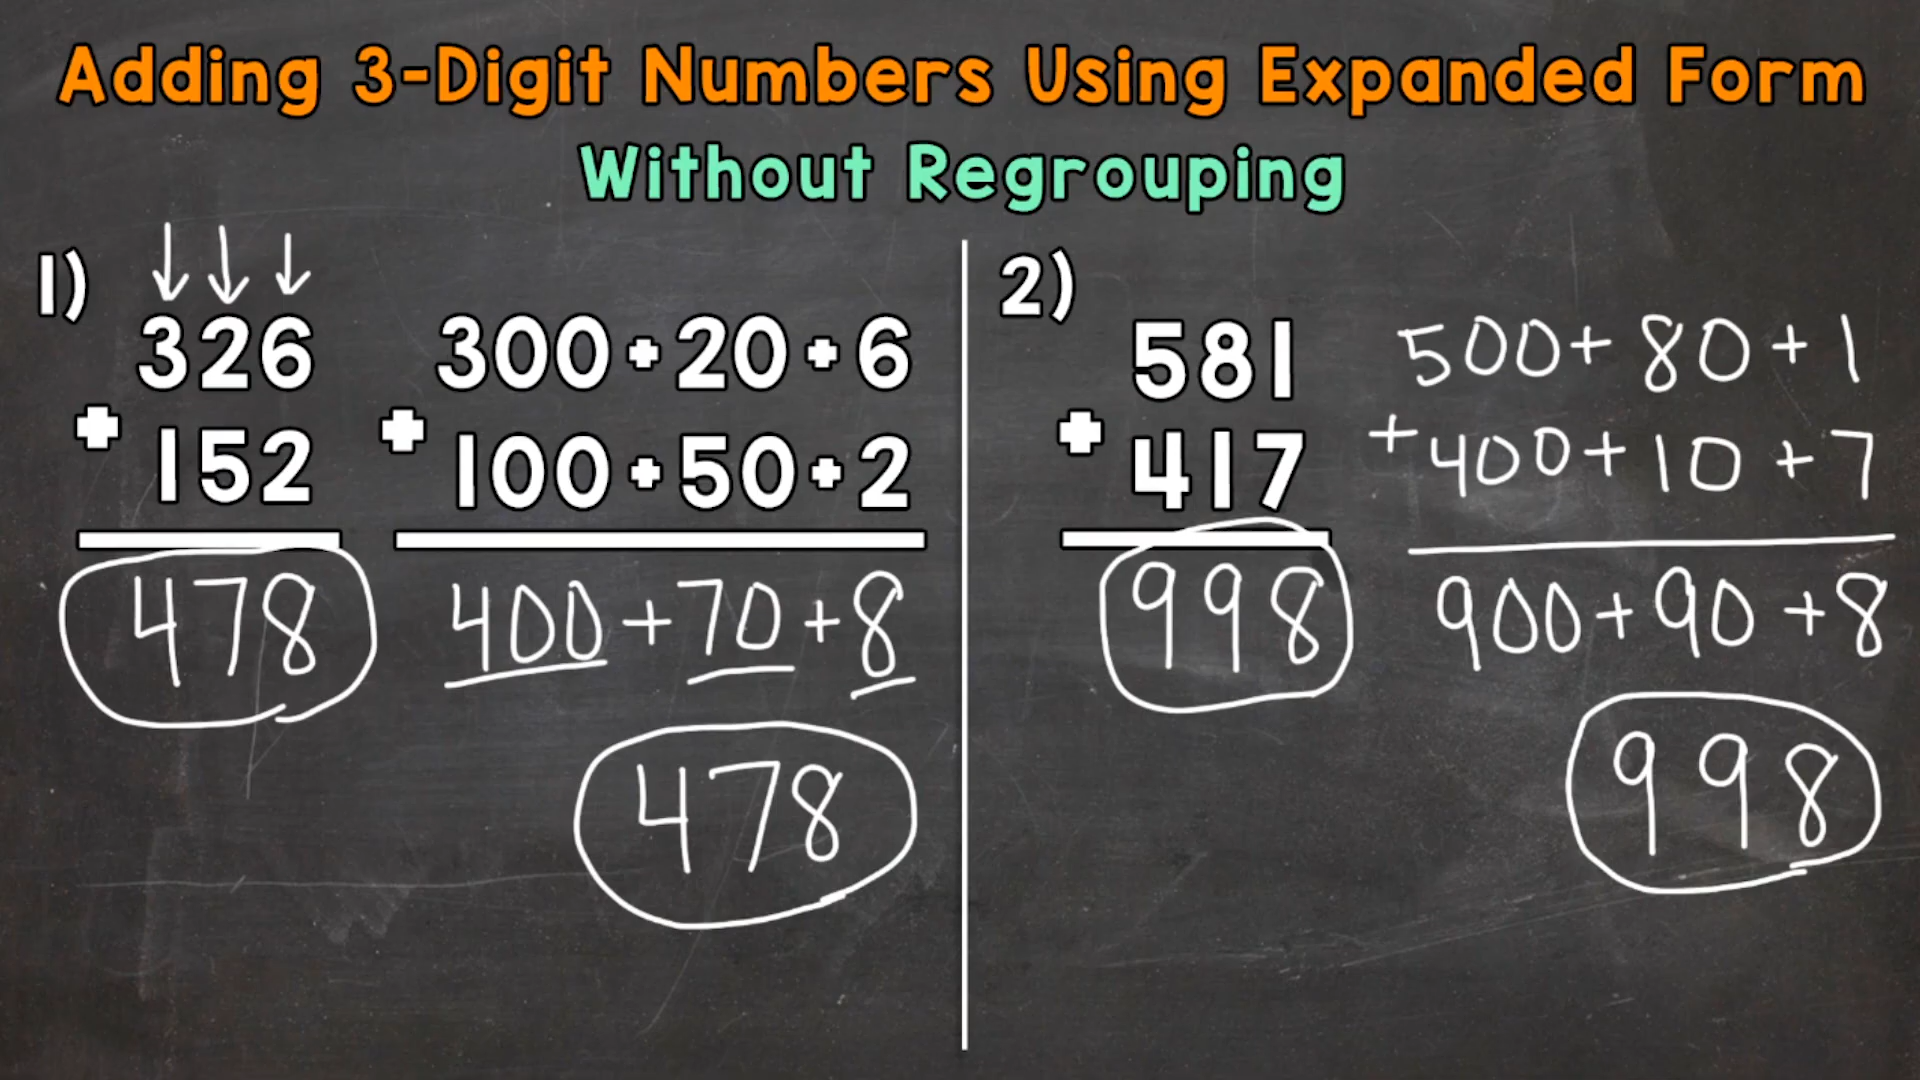 Adding 3-Digit Numbers Using Expanded Form
Without Regrouping
1)
326
+ 152
478
300 + 20 + 6
+ 100 + 50 + 2
400 + 70 + 8
478
2)
581
+ 417
998
500 + 80 + 1
+ 400 + 10 + 7
900 + 90 + 8
998